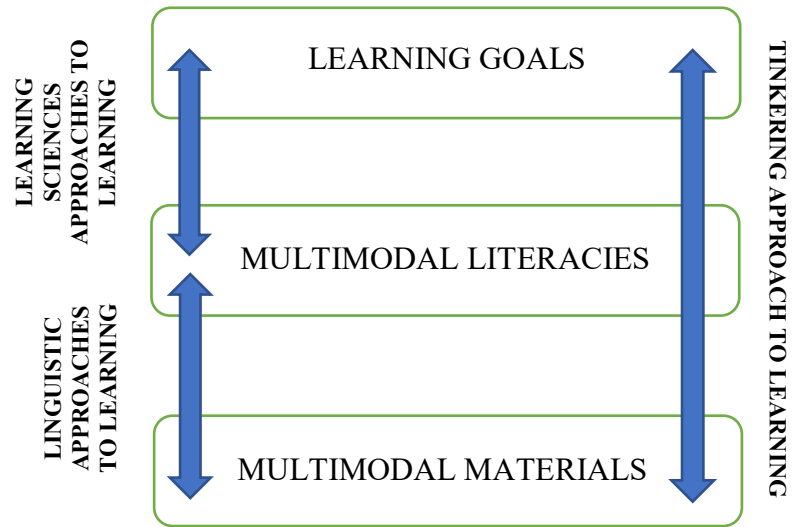 LEARNING
SCIENCES
APPROACHES TO
LEARNING
LEARNING GOALS
TINKERING APPROACH TO LEARNING
MULTIMODAL LITERACIES
LINGUISTIC
APPROACHES
TO LEARNING
MULTIMODAL MATERIALS